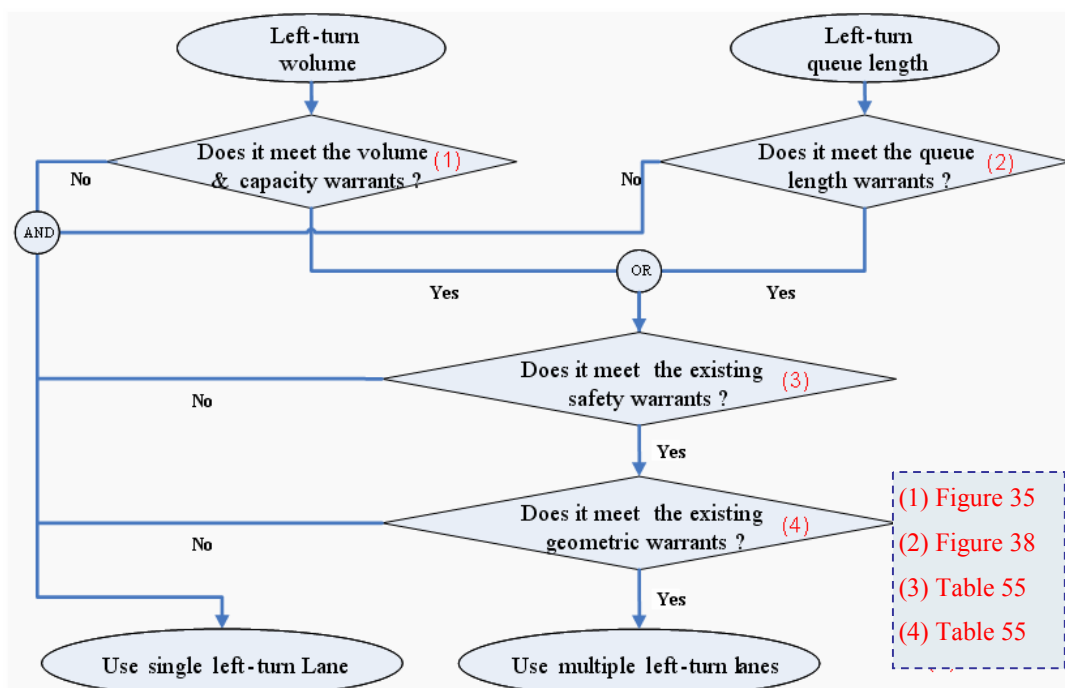 Left-turn
wolume
Left-turn
queue length
Does it meet the volume
& capacity warrants ?
(1)
Does it meet the queue
length warrants ?
(2)
No
No
AND
OR
Yes
Yes
Does it meet the existing
safety warrants ?
(3)
No
Yes
Does it meet the existing
geometric warrants ?
(4)
No
Yes
Use single left-turn Lane
Use multiple left-turn lanes
(1) Figure 35
(2) Figure 38
(3) Table 55
(4) Table 55